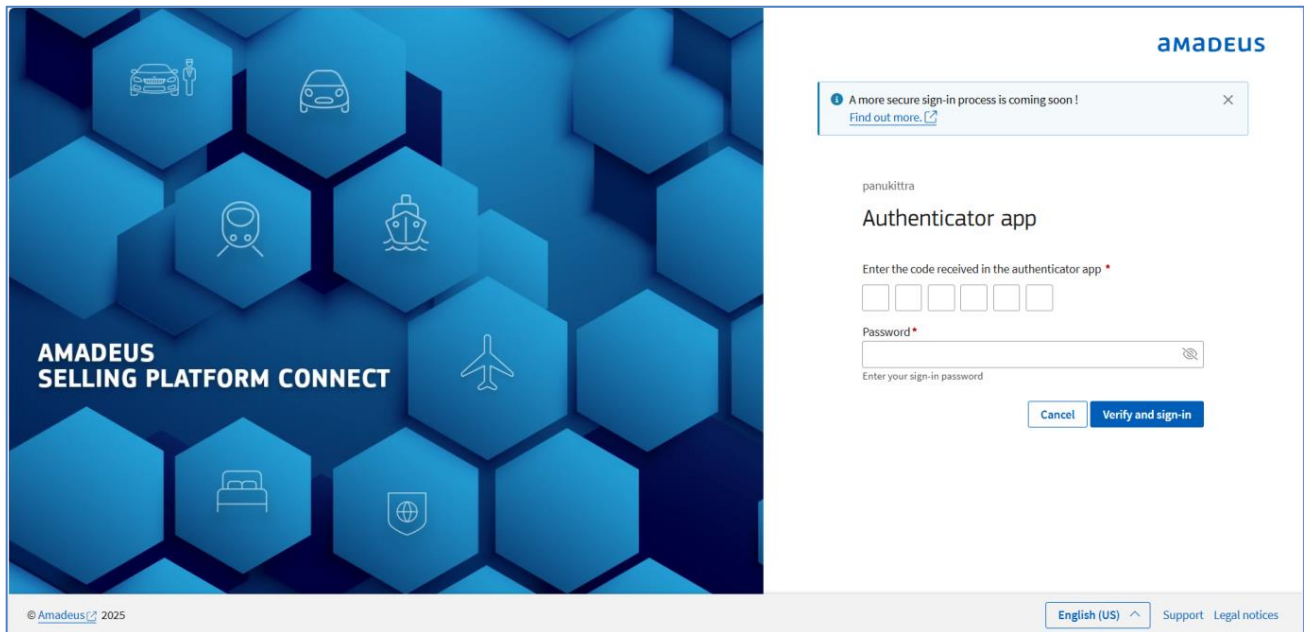 AMADEUS
SELLING PLATFORM CONNECT
amadeus
A more secure sign-in process is coming soon !
Find out more.
panukittra
Authenticator app
Enter the code received in the authenticator app *
Password *
Enter your sign-in password
Cancel Verify and sign-in
© Amadeus 2025
English (US) Support Legal notices